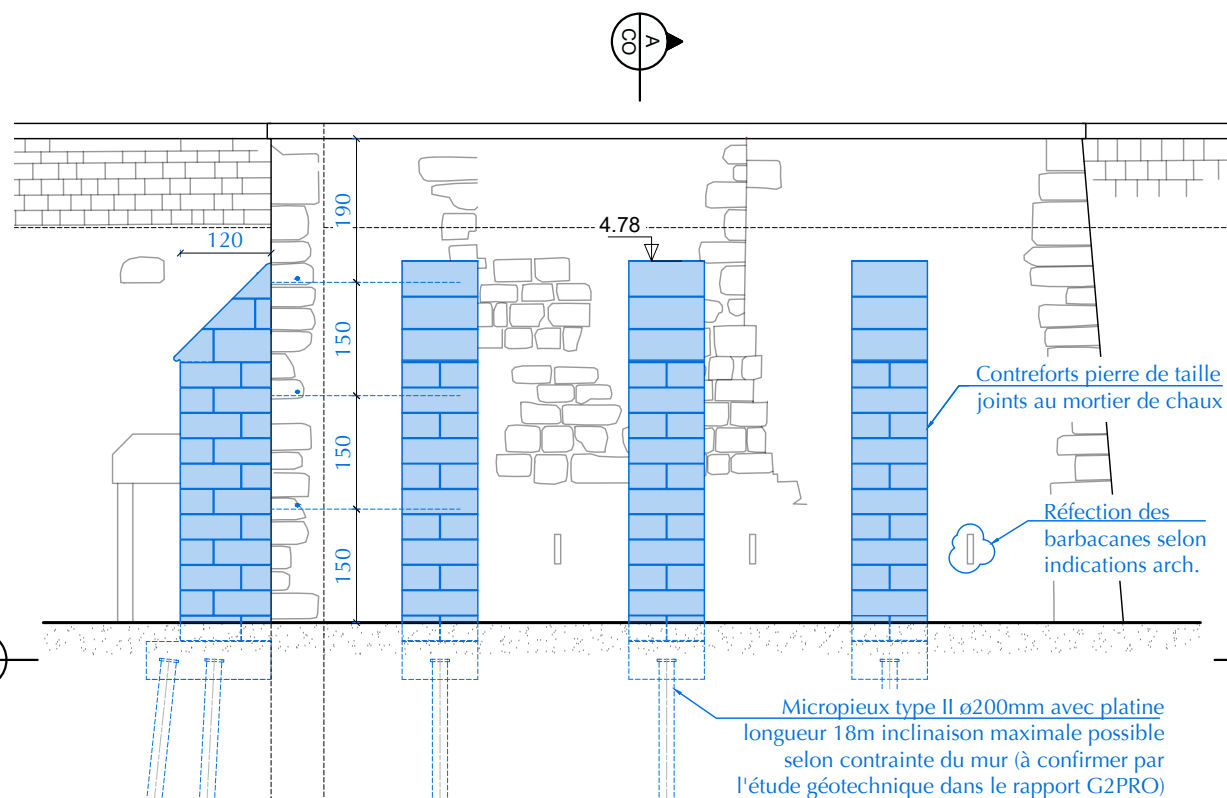 A
CO
190
4.78
120
150
Contreforts pierre de taille
joints au mortier de chaux
150
Réfection des
barbacanes selon
indications arch.
150
Micropieux type II ø200mm avec platine
longueur 18m inclinaison maximale possible
selon contrainte du mur (à confirmer par
l'étude géotechnique dans le rapport G2PRO)